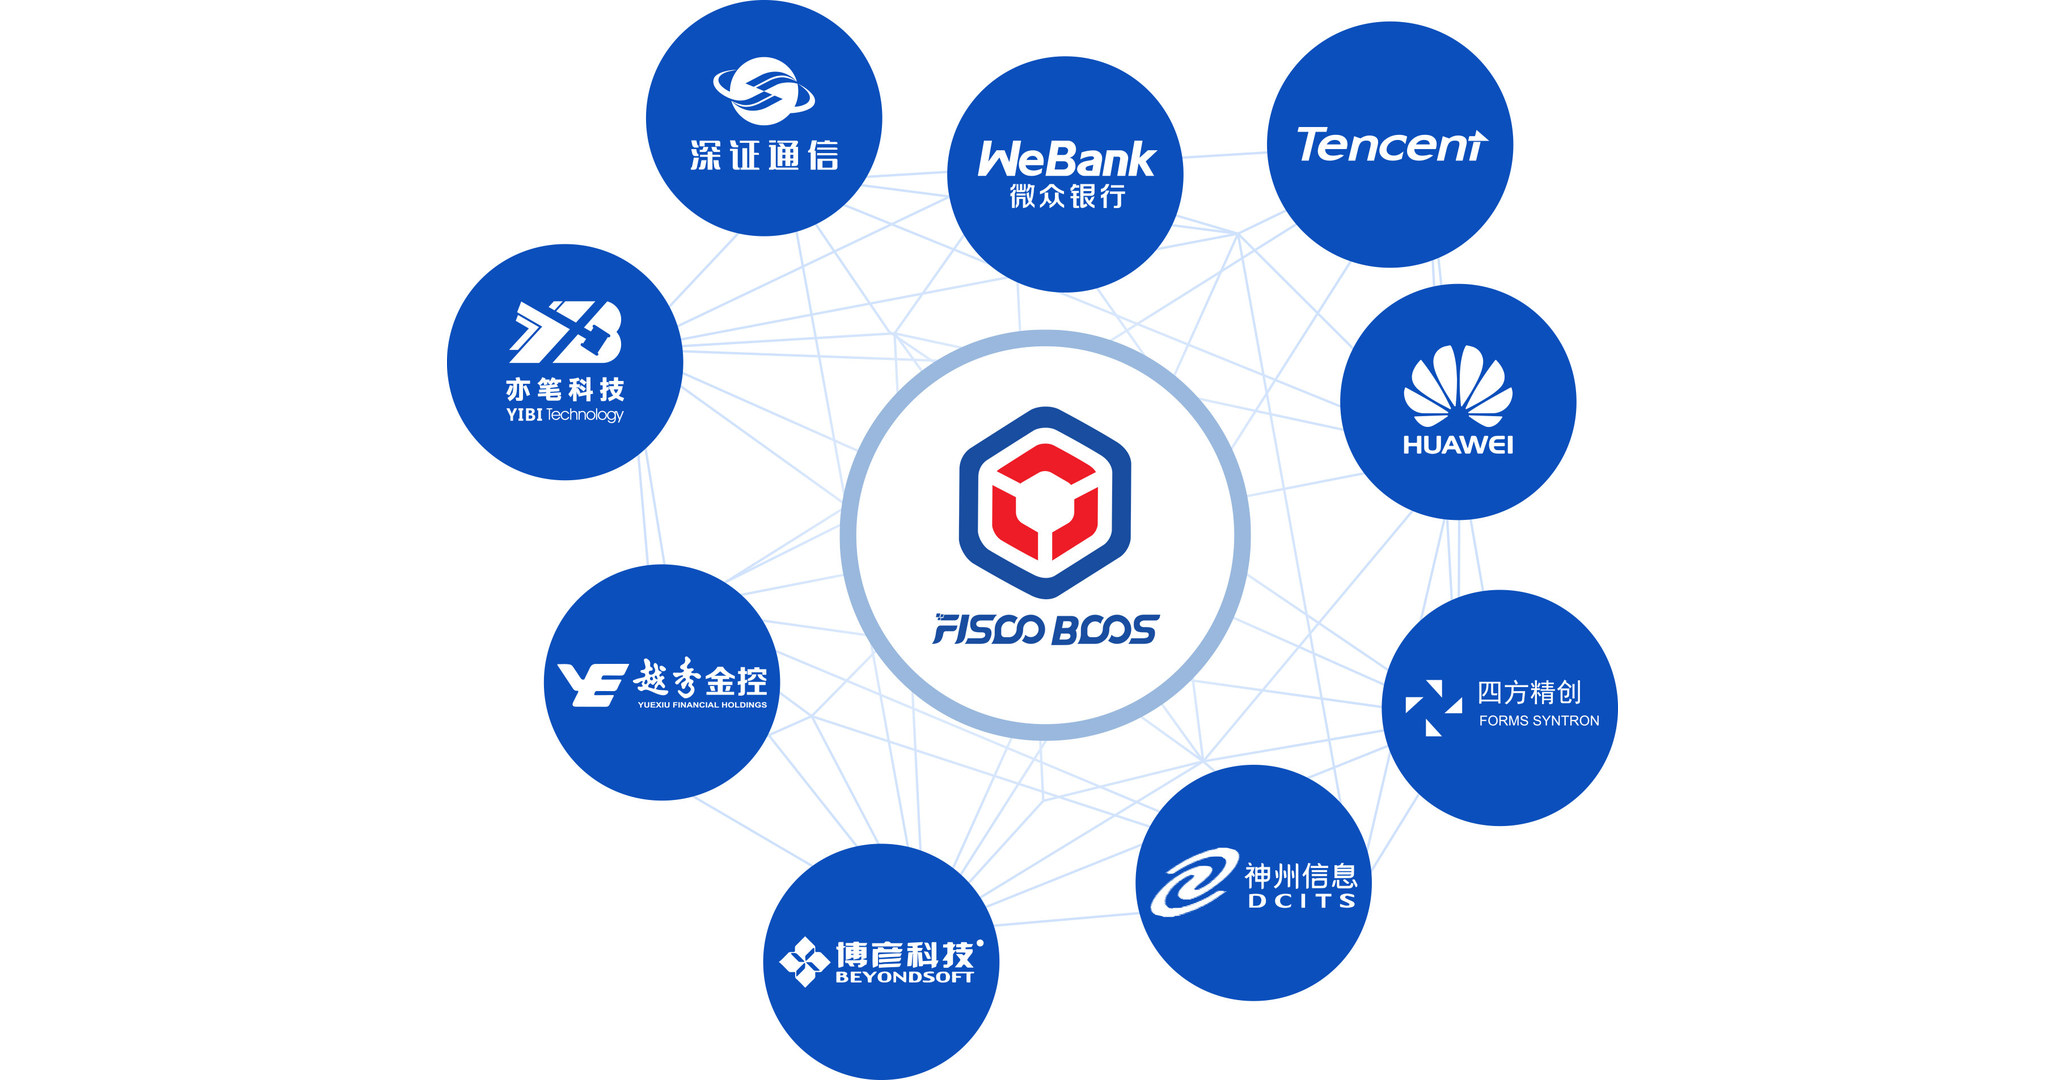 深证通信
WeBank
微众银行
Tencent
亦笔科技
YIBI Technology
HUAWEI
FISCO BCOS
越秀金控
YUEXIU FINANCIAL HOLDINGS
四方精创
FORMS SYNTRON
神州信息
DCITS
博彦科技
BEYONDSOFT